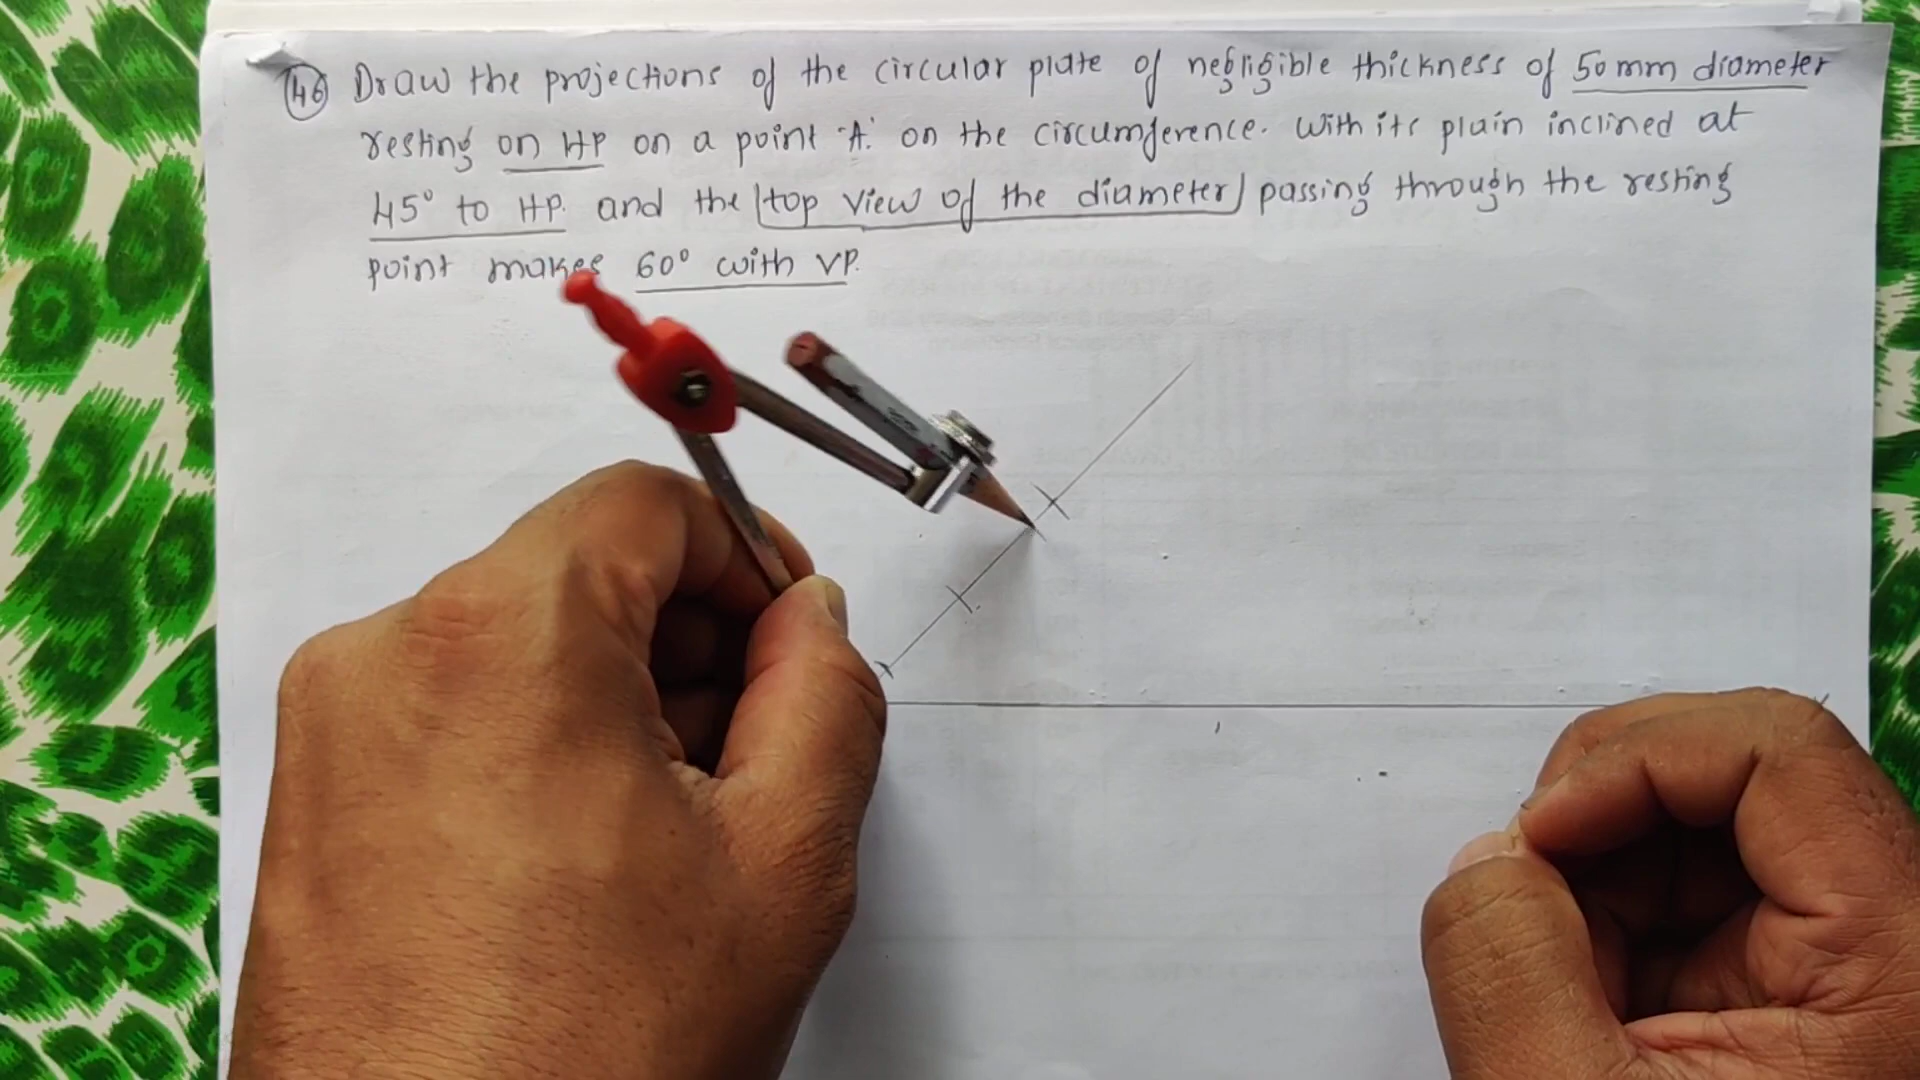 46 Draw the projections of the circular plate of negligible thickness of 50 mm diameter
resting on HP on a point 'A' on the circumference. With its plain inclined at
45° to HP. and the top view of the diameter passing through the resting
point makes 60° with VP.